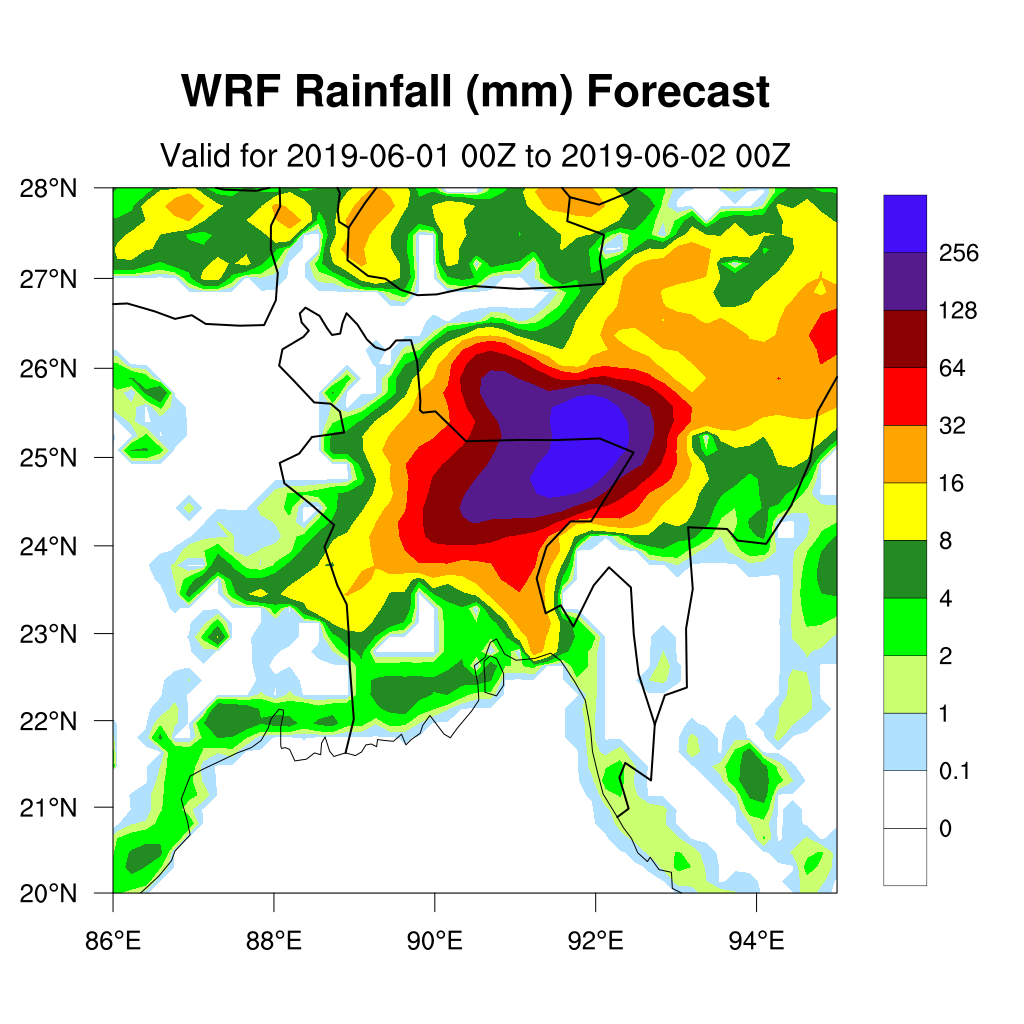 WRF Rainfall (mm) Forecast
Valid for 2019-06-01 00Z to 2019-06-02 00Z
28°N
27°N
26°N
25°N
24°N
23°N
22°N
21°N
20°N
86°E 88°E 90°E 92°E 94°E
256
128
64
32
16
8
4
2
1
0.1
0